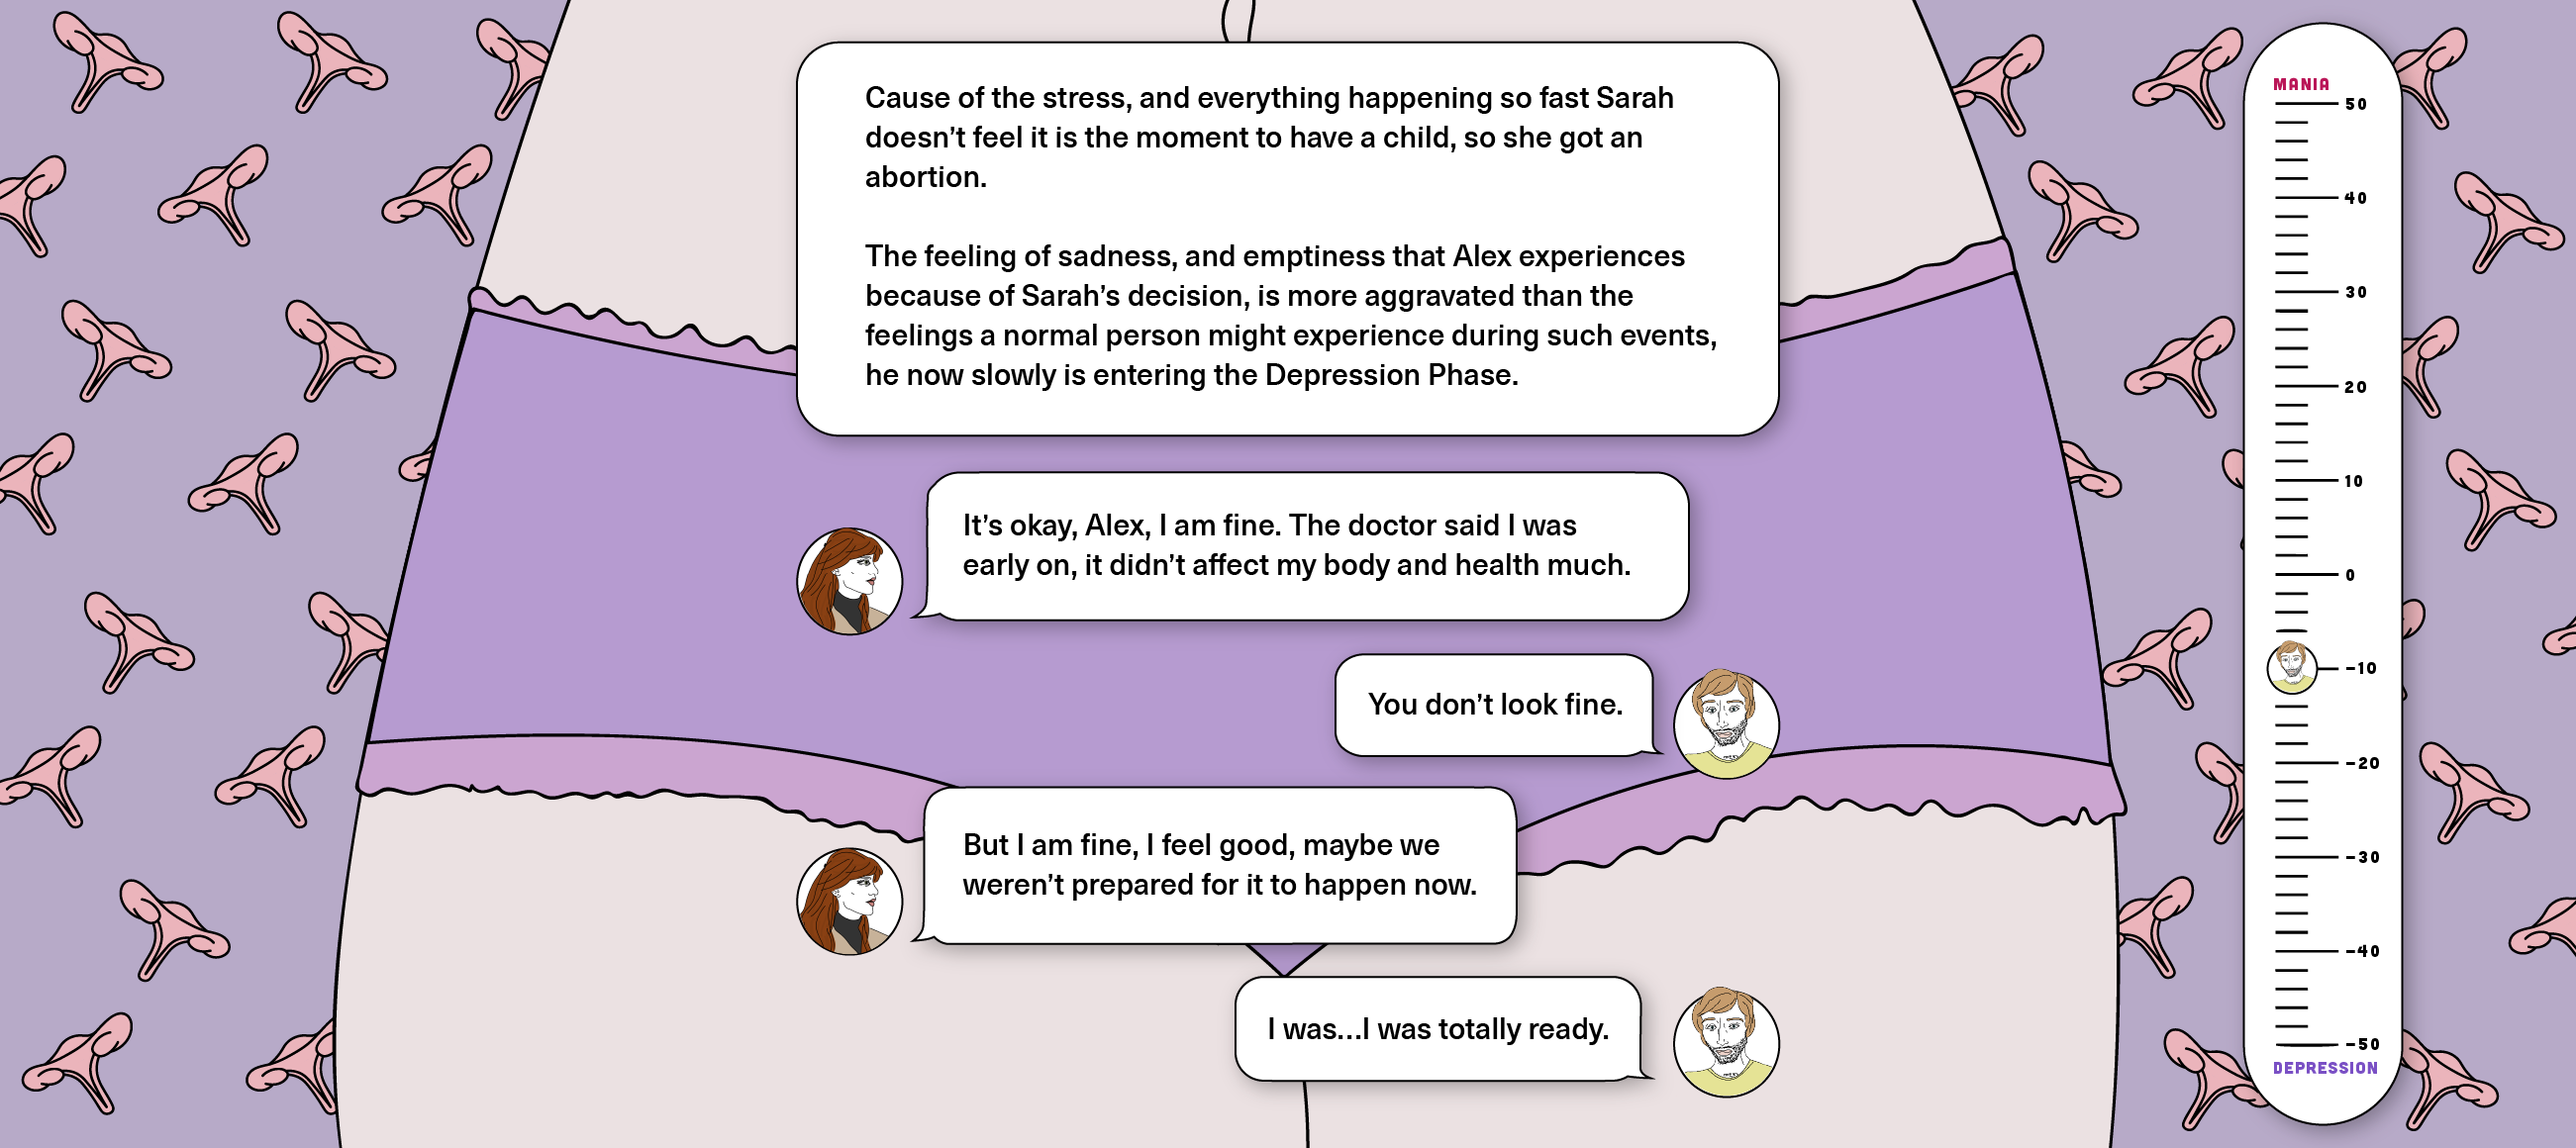 Cause of the stress, and everything happening so fast Sarah
doesn’t feel it is the moment to have a child, so she got an
abortion.
The feeling of sadness, and emptiness that Alex experiences
because of Sarah’s decision, is more aggravated than the
feelings a normal person might experience during such events,
he now slowly is entering the Depression Phase.
It’s okay, Alex, I am fine. The doctor said I was
early on, it didn’t affect my body and health much.
You don’t look fine.
But I am fine, I feel good, maybe we
weren’t prepared for it to happen now.
I was...I was totally ready.
MANIA
50
40
30
20
10
0
-10
-20
-30
-40
-50
DEPRESSION